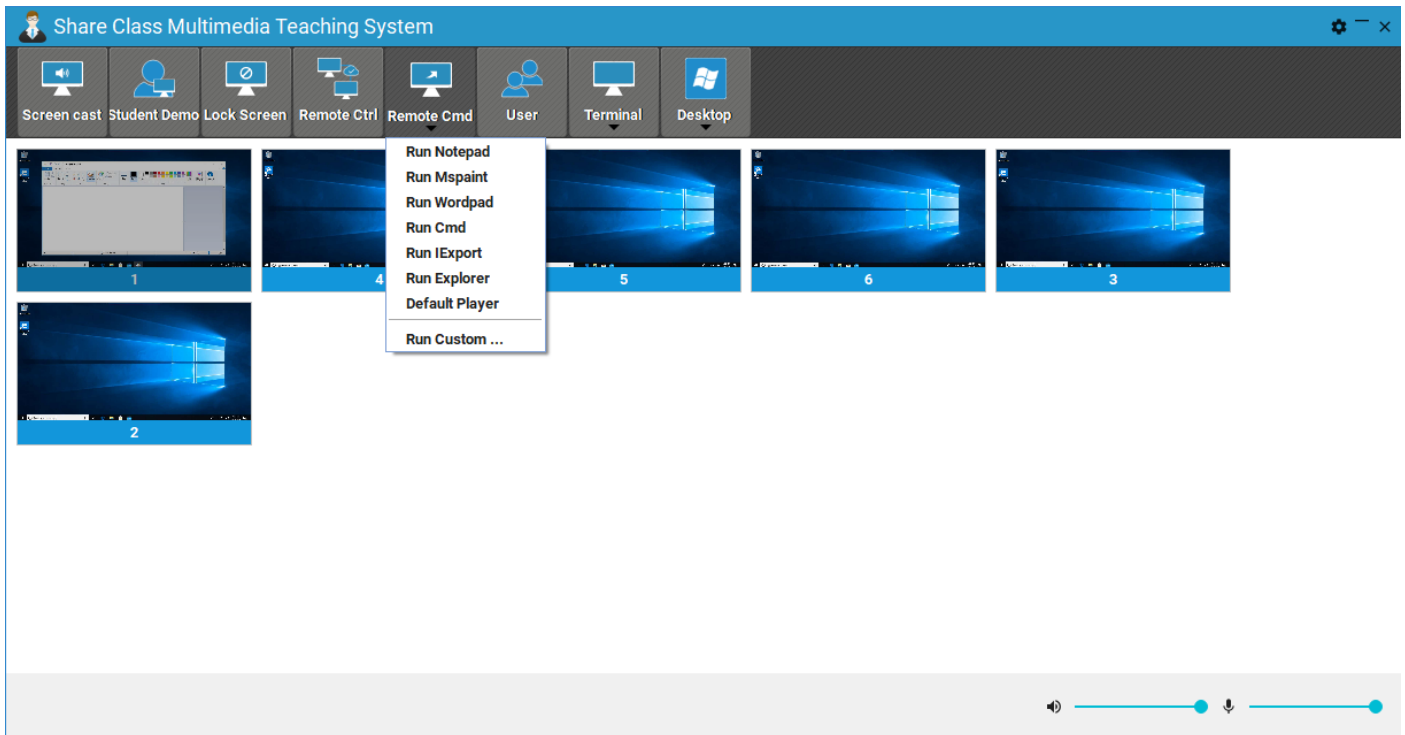 Share Class Multimedia Teaching System
Screen cast Student Demo Lock Screen Remote Ctrl Remote Cmd User Terminal Desktop
Run Notepad
Run Mspaint
Run Wordpad
Run Cmd
Run IExport
Run Explorer
Default Player
Run Custom ...
1 4 5 6 3
2